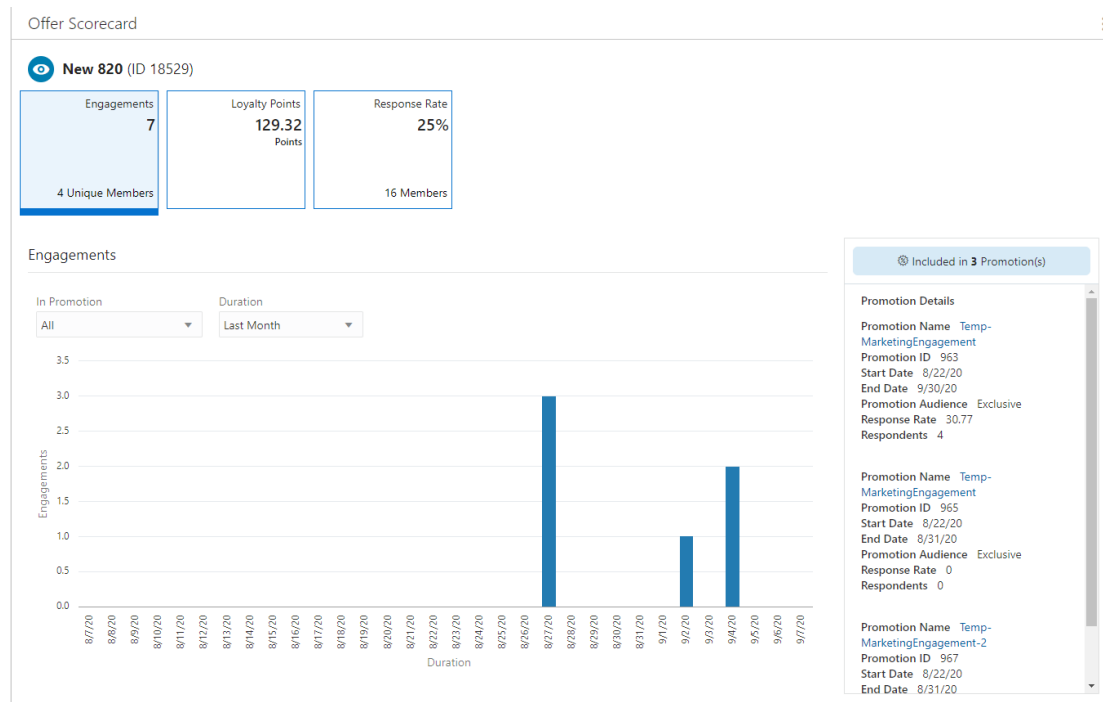 Offer Scorecard
New 820 (ID 18529)
Engagements
7
4 Unique Members
Loyalty Points
129.32
Points
Response Rate
25%
16 Members
Engagements
In Promotion
All
Duration
Last Month
3.5
3.0
2.5
2.0
1.5
1.0
0.5
0.0
Engagements
8/7/20
8/8/20
8/9/20
8/10/20
8/11/20
8/12/20
8/13/20
8/14/20
8/15/20
8/16/20
8/17/20
8/18/20
8/19/20
8/20/20
8/21/20
8/22/20
8/23/20
8/24/20
8/25/20
8/26/20
8/27/20
8/28/20
8/29/20
8/30/20
8/31/20
9/1/20
9/2/20
9/3/20
9/4/20
9/5/20
9/6/20
9/7/20
Duration
Included in 3 Promotion(s)
Promotion Details
Promotion Name Temp-
MarketingEngagement
Promotion ID 963
Start Date 8/22/20
End Date 9/30/20
Promotion Audience Exclusive
Response Rate 30.77
Respondents 4
Promotion Name Temp-
MarketingEngagement
Promotion ID 965
Start Date 8/22/20
End Date 8/31/20
Promotion Audience Exclusive
Response Rate 0
Respondents 0
Promotion Name Temp-
MarketingEngagement-2
Promotion ID 967
Start Date 8/22/20
End Date 8/31/20